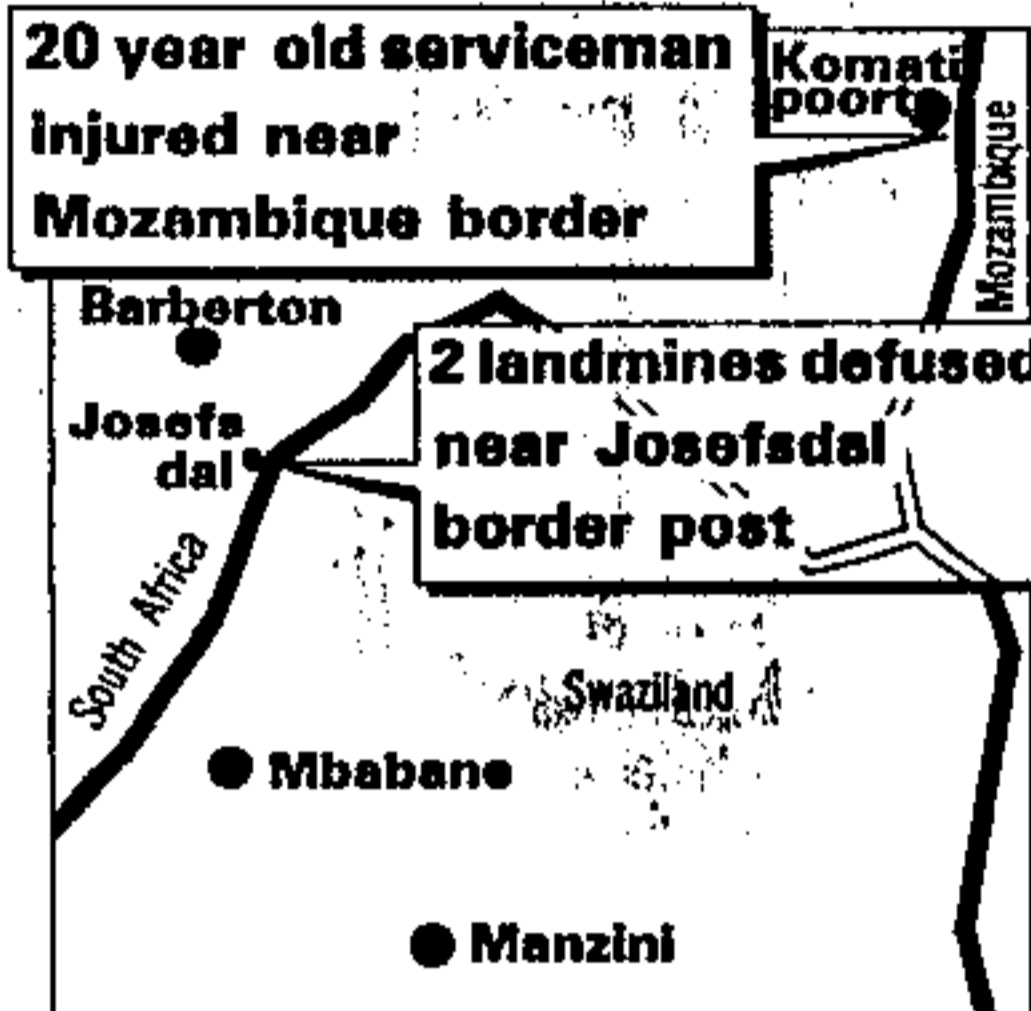 20 year old serviceman
injured near
Mozambique border
Komati
poort
Mozambique
Barberton
2 landmines defused
near Josefsdal
border post
Josefs
dal
South Africa
Swaziland
Mbabane
Manzini